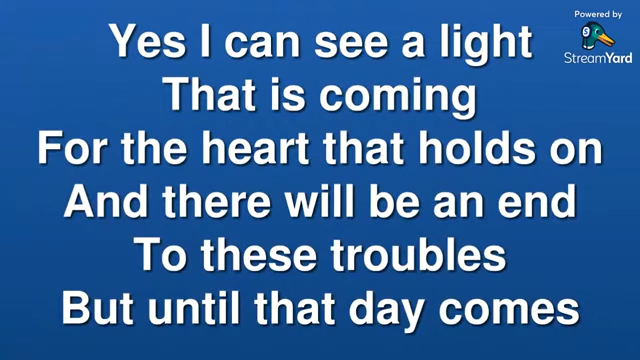 Powered by
StreamYard
Yes I can see a light
That is coming
For the heart that holds on
And there will be an end
To these troubles
But until that day comes